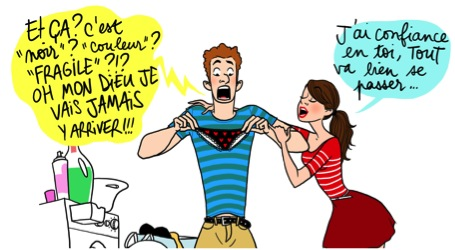 Et ÇA? c'est
"noir"? "couleur"?
"FRAGILE"?!?
OH MON DIEU JE
VAIS JAMAIS
Y ARRIVER!!!
J'ai confiance
en toi, TOUT
va bien se
passer...